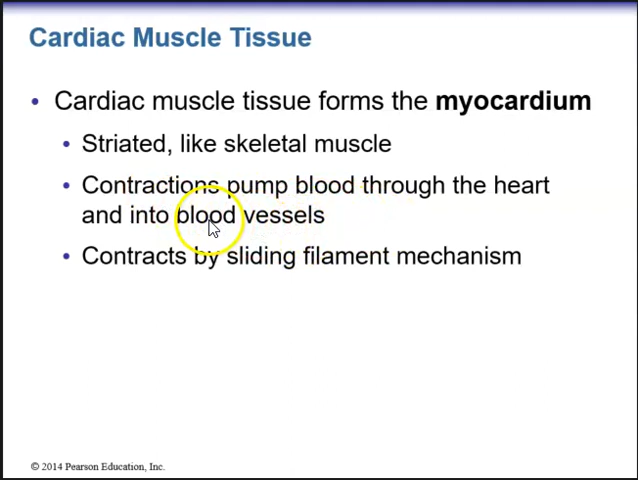 Cardiac Muscle Tissue
• Cardiac muscle tissue forms the myocardium
• Striated, like skeletal muscle
• Contractions pump blood through the heart
and into blood vessels
• Contracts by sliding filament mechanism
© 2014 Pearson Education, Inc.